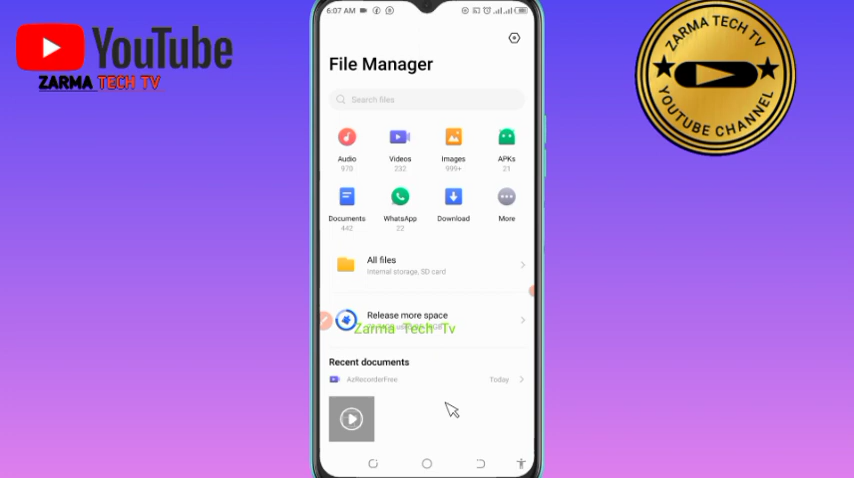 YouTube
ZARMA TECH TV
ZARMA TECH TV
YOUTUBE CHANNEL
6:07 AM
File Manager
Search files
Audio
970
Videos
232
Images
999+
APKs
21
Documents
442
WhatsApp
22
Download
More
All files
Internal storage, SD card
Release more space
Zarma Tech Tv
Recent documents
AzRecorderFree
Today